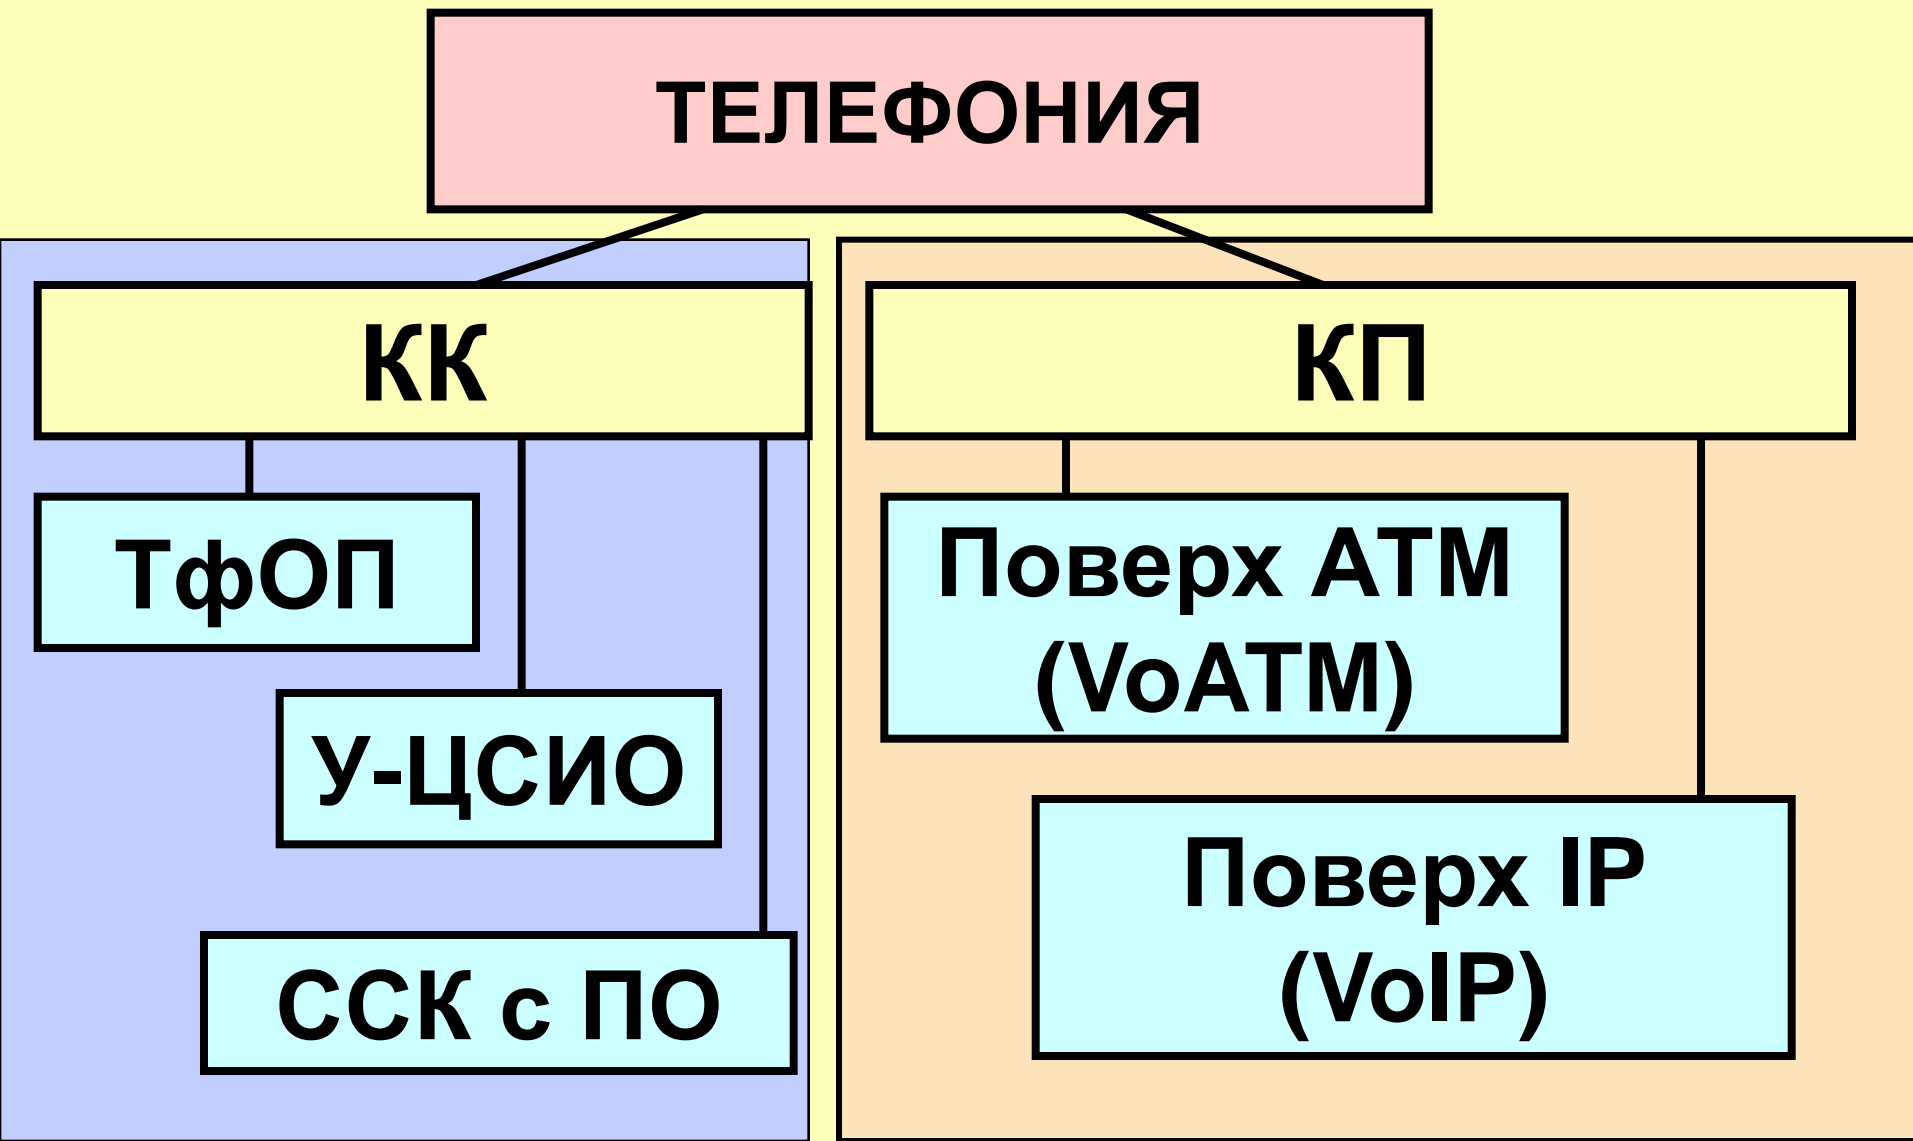 ТЕЛЕФОНИЯ
КК
КП
ТфОП
У-ЦСИО
ССК с ПО
Поверх АТМ
(VoATM)
Поверх IP
(VoIP)